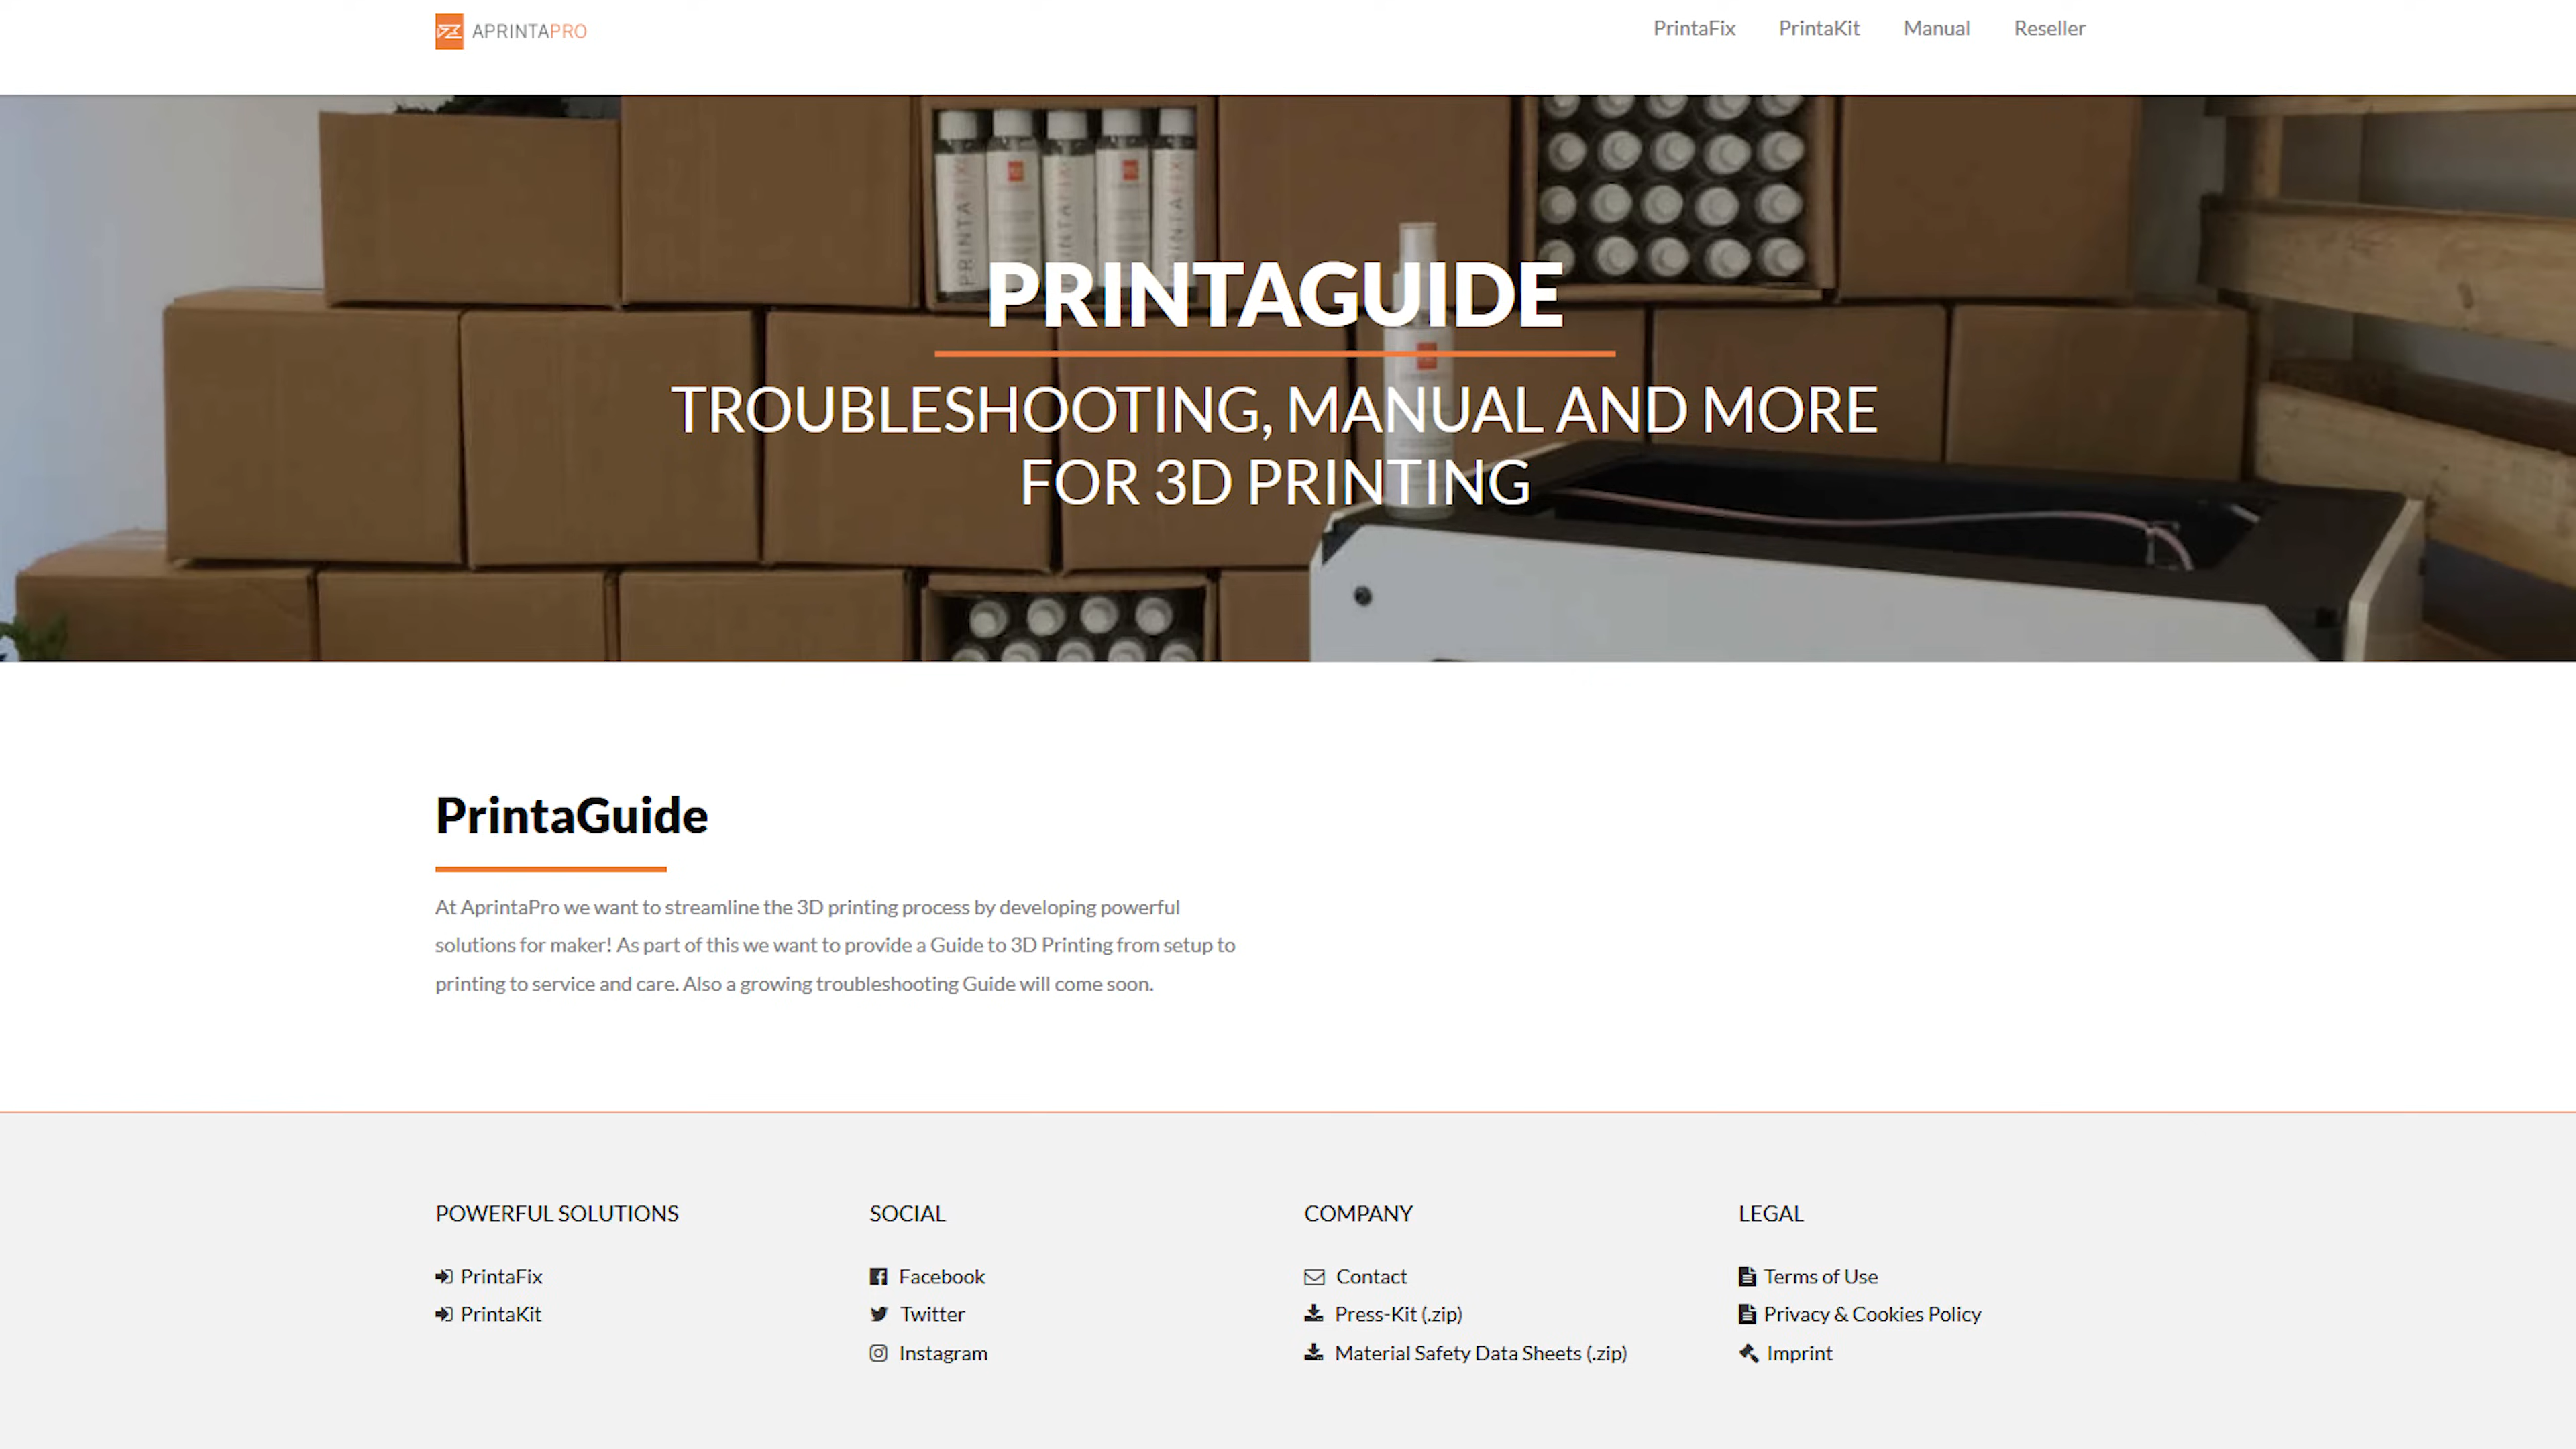 APRINTAPRO
PrintaFix PrintaKit Manual Reseller
PRINTAFIX PRINTAFIX
PRINTAGUIDE
TROUBLESHOOTING, MANUAL AND MORE
FOR 3D PRINTING
PrintaGuide
At AprintaPro we want to streamline the 3D printing process by developing powerful
solutions for maker! As part of this we want to provide a Guide to 3D Printing from setup to
printing to service and care. Also a growing troubleshooting Guide will come soon.
POWERFUL SOLUTIONS
PrintaFix
PrintaKit
SOCIAL
Facebook
Twitter
Instagram
COMPANY
Contact
Press-Kit (.zip)
Material Safety Data Sheets (.zip)
LEGAL
Terms of Use
Privacy & Cookies Policy
Imprint